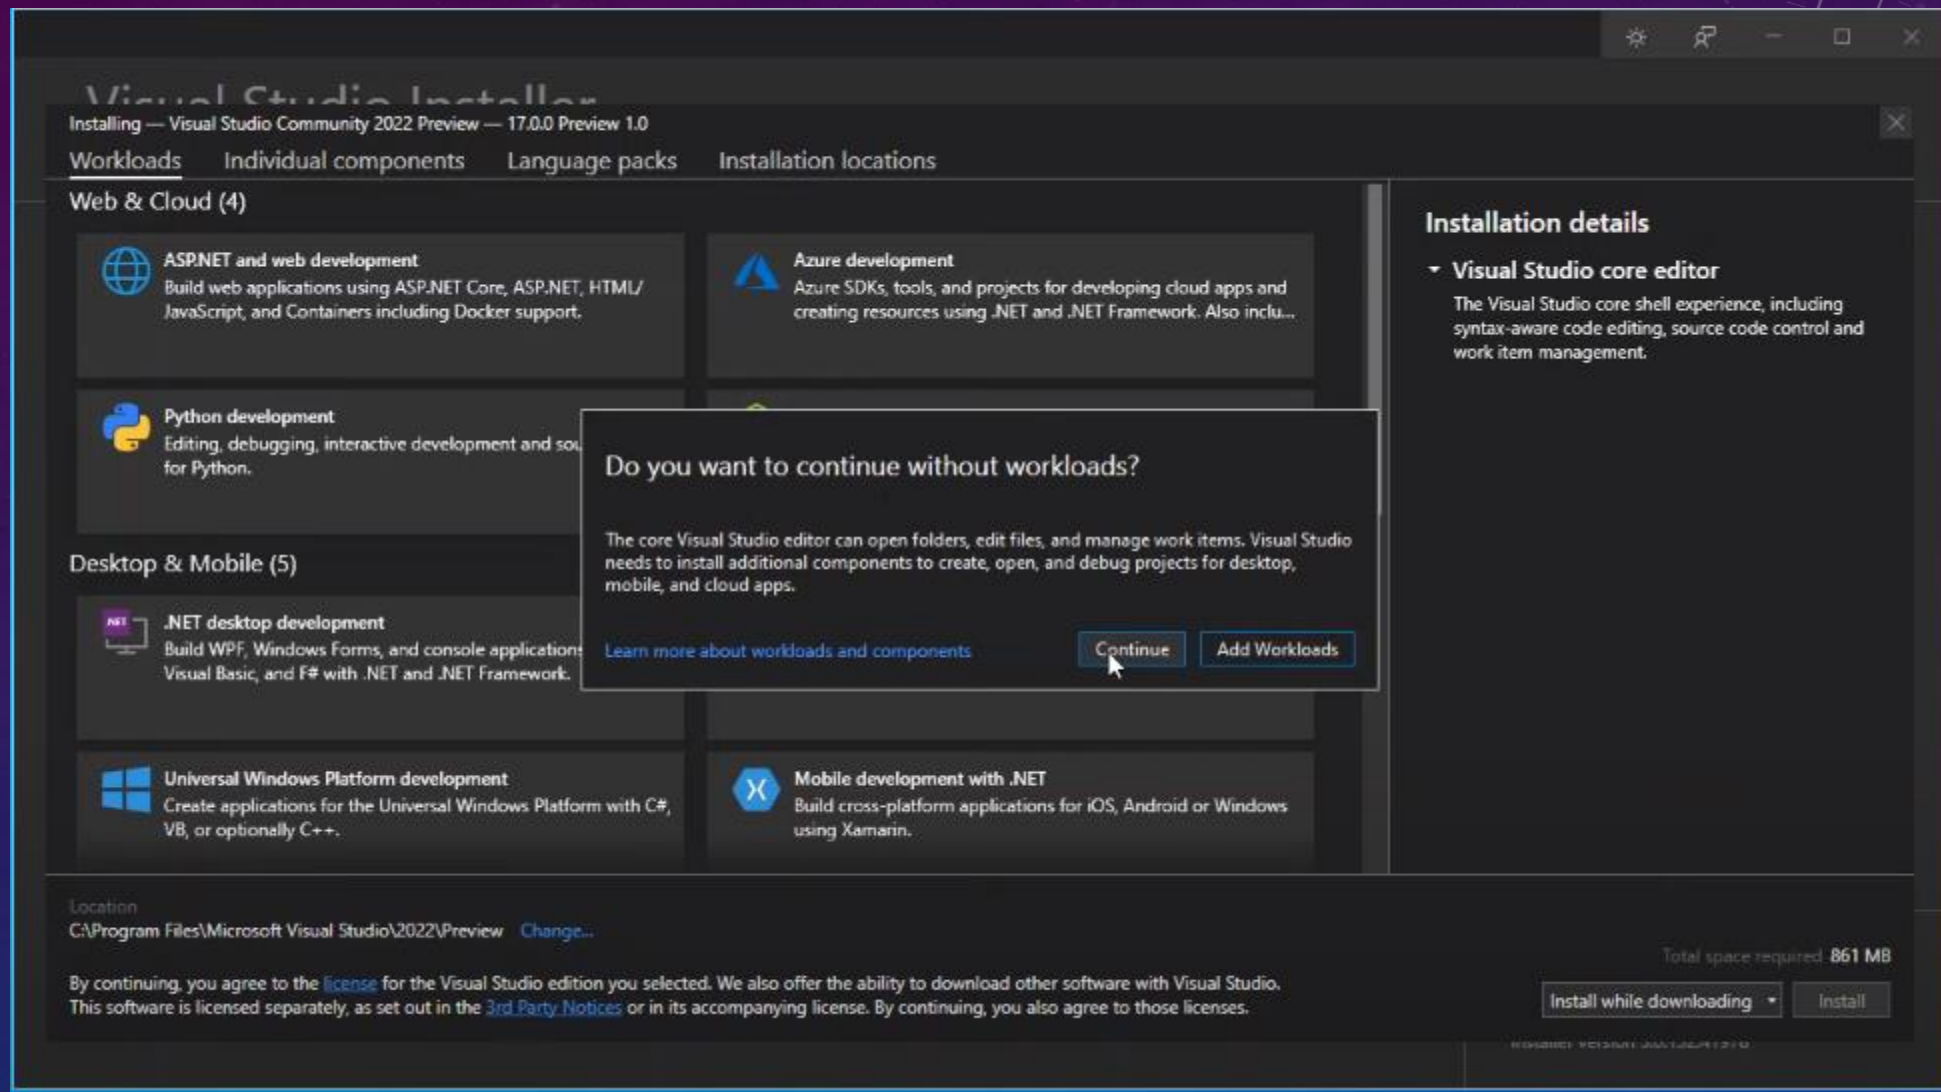 Visual Studio Installer
Installing — Visual Studio Community 2022 Preview — 17.0.0 Preview 1.0
Workloads Individual components Language packs Installation locations
Web & Cloud (4)
ASP.NET and web development
Build web applications using ASP.NET Core, ASP.NET, HTML/
JavaScript, and Containers including Docker support.
Azure development
Azure SDKs, tools, and projects for developing cloud apps and
creating resources using .NET and .NET Framework. Also inclu...
Python development
Editing, debugging, interactive development and
for Python.
Desktop & Mobile (5)
.NET desktop development
Build WPF, Windows Forms, and console applications
Visual Basic, and F# with .NET and .NET Framework.
Universal Windows Platform development
Create applications for the Universal Windows Platform with C#,
VB, or optionally C++.
Mobile development with .NET
Build cross-platform applications for iOS, Android or Windows
using Xamarin.
Do you want to continue without workloads?
The core Visual Studio editor can open folders, edit files, and manage work items. Visual Studio
needs to install additional components to create, open, and debug projects for desktop,
mobile, and cloud apps.
Learn more about workloads and components
Continue Add Workloads
Installation details
Visual Studio core editor
The Visual Studio core shell experience, including
syntax-aware code editing, source code control and
work item management.
Location
C:\Program Files\Microsoft Visual Studio\2022\Preview Change...
By continuing, you agree to the license for the Visual Studio edition you selected. We also offer the ability to download other software with Visual Studio.
This software is licensed separately, as set out in the 3rd Party Notices or in its accompanying license. By continuing, you also agree to those licenses.
Total space required 861 MB
Install while downloading Install